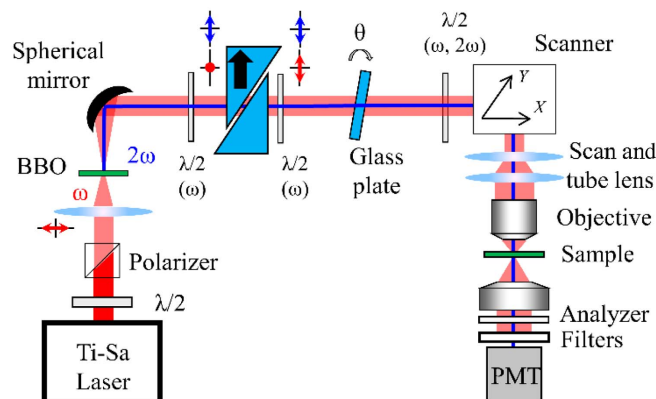 Spherical
mirror
BBO
2ω
ω
Polarizer
λ/2
Ti-Sa
Laser
λ/2
(ω)
λ/2
(ω)
θ
Glass
plate
λ/2
(ω, 2ω)
Scanner
Y
X
Scan and
tube lens
Objective
Sample
Analyzer
Filters
PMT